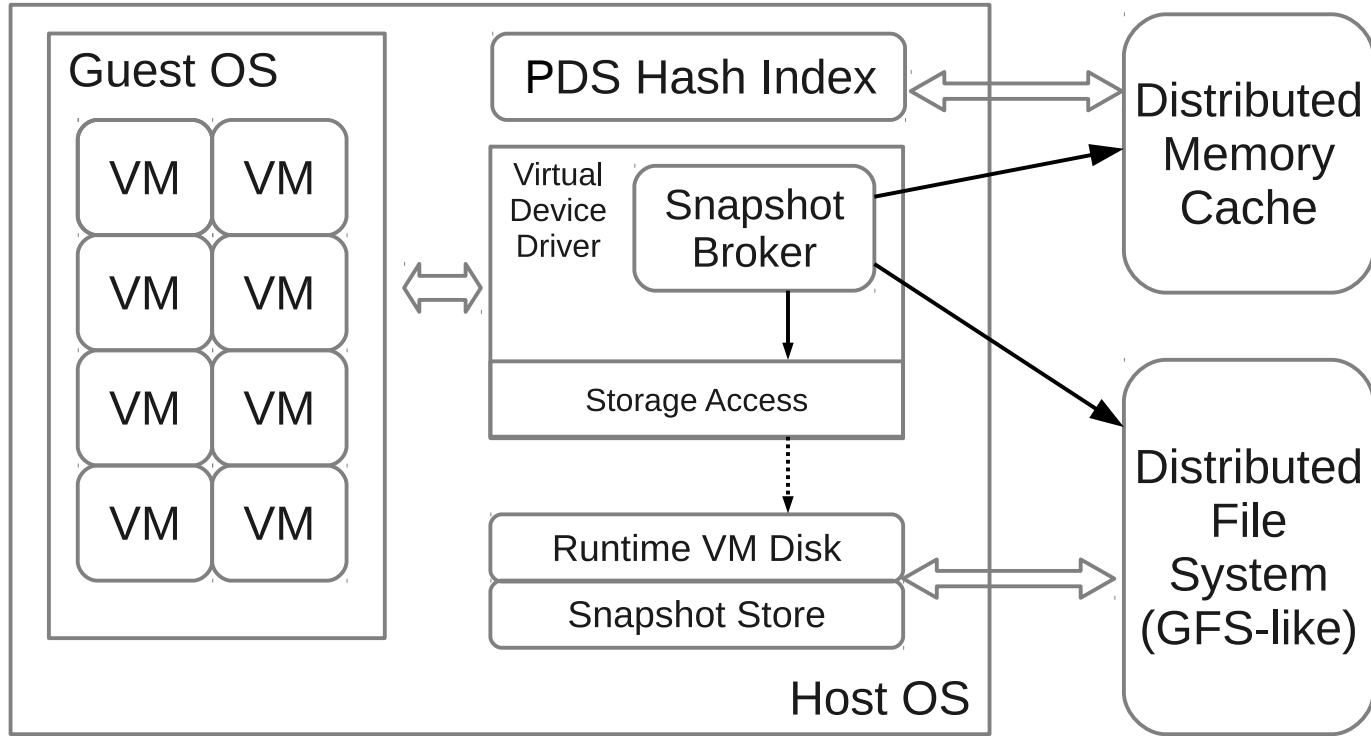 Guest OS
VM VM
VM VM
VM VM
VM VM
PDS Hash Index
Virtual
Device
Driver
Snapshot
Broker
Storage Access
Runtime VM Disk
Snapshot Store
Host OS
Distributed
Memory
Cache
Distributed
File
System
(GFS-like)